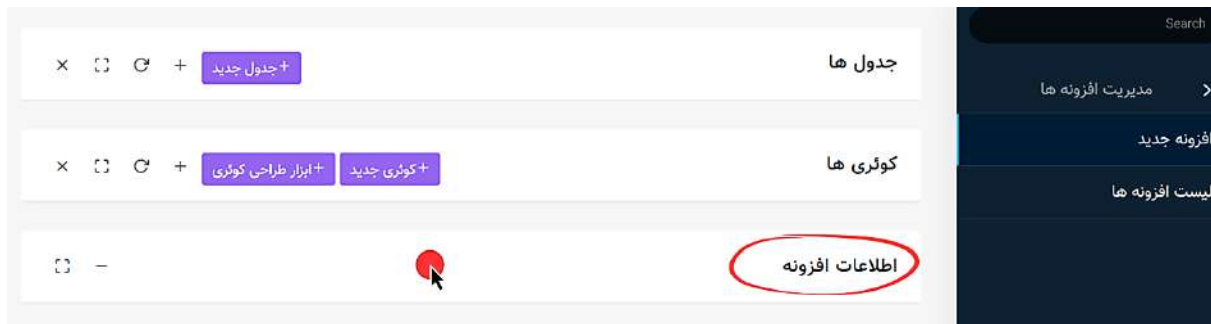 Search
مدیریت افزونه ها
افزونه جدید
لیست افزونه ها
جدول ها
+جدول جدید
کوئری ها
+کوئری جدید
+ابزار طراحی کوئری
اطلاعات افزونه